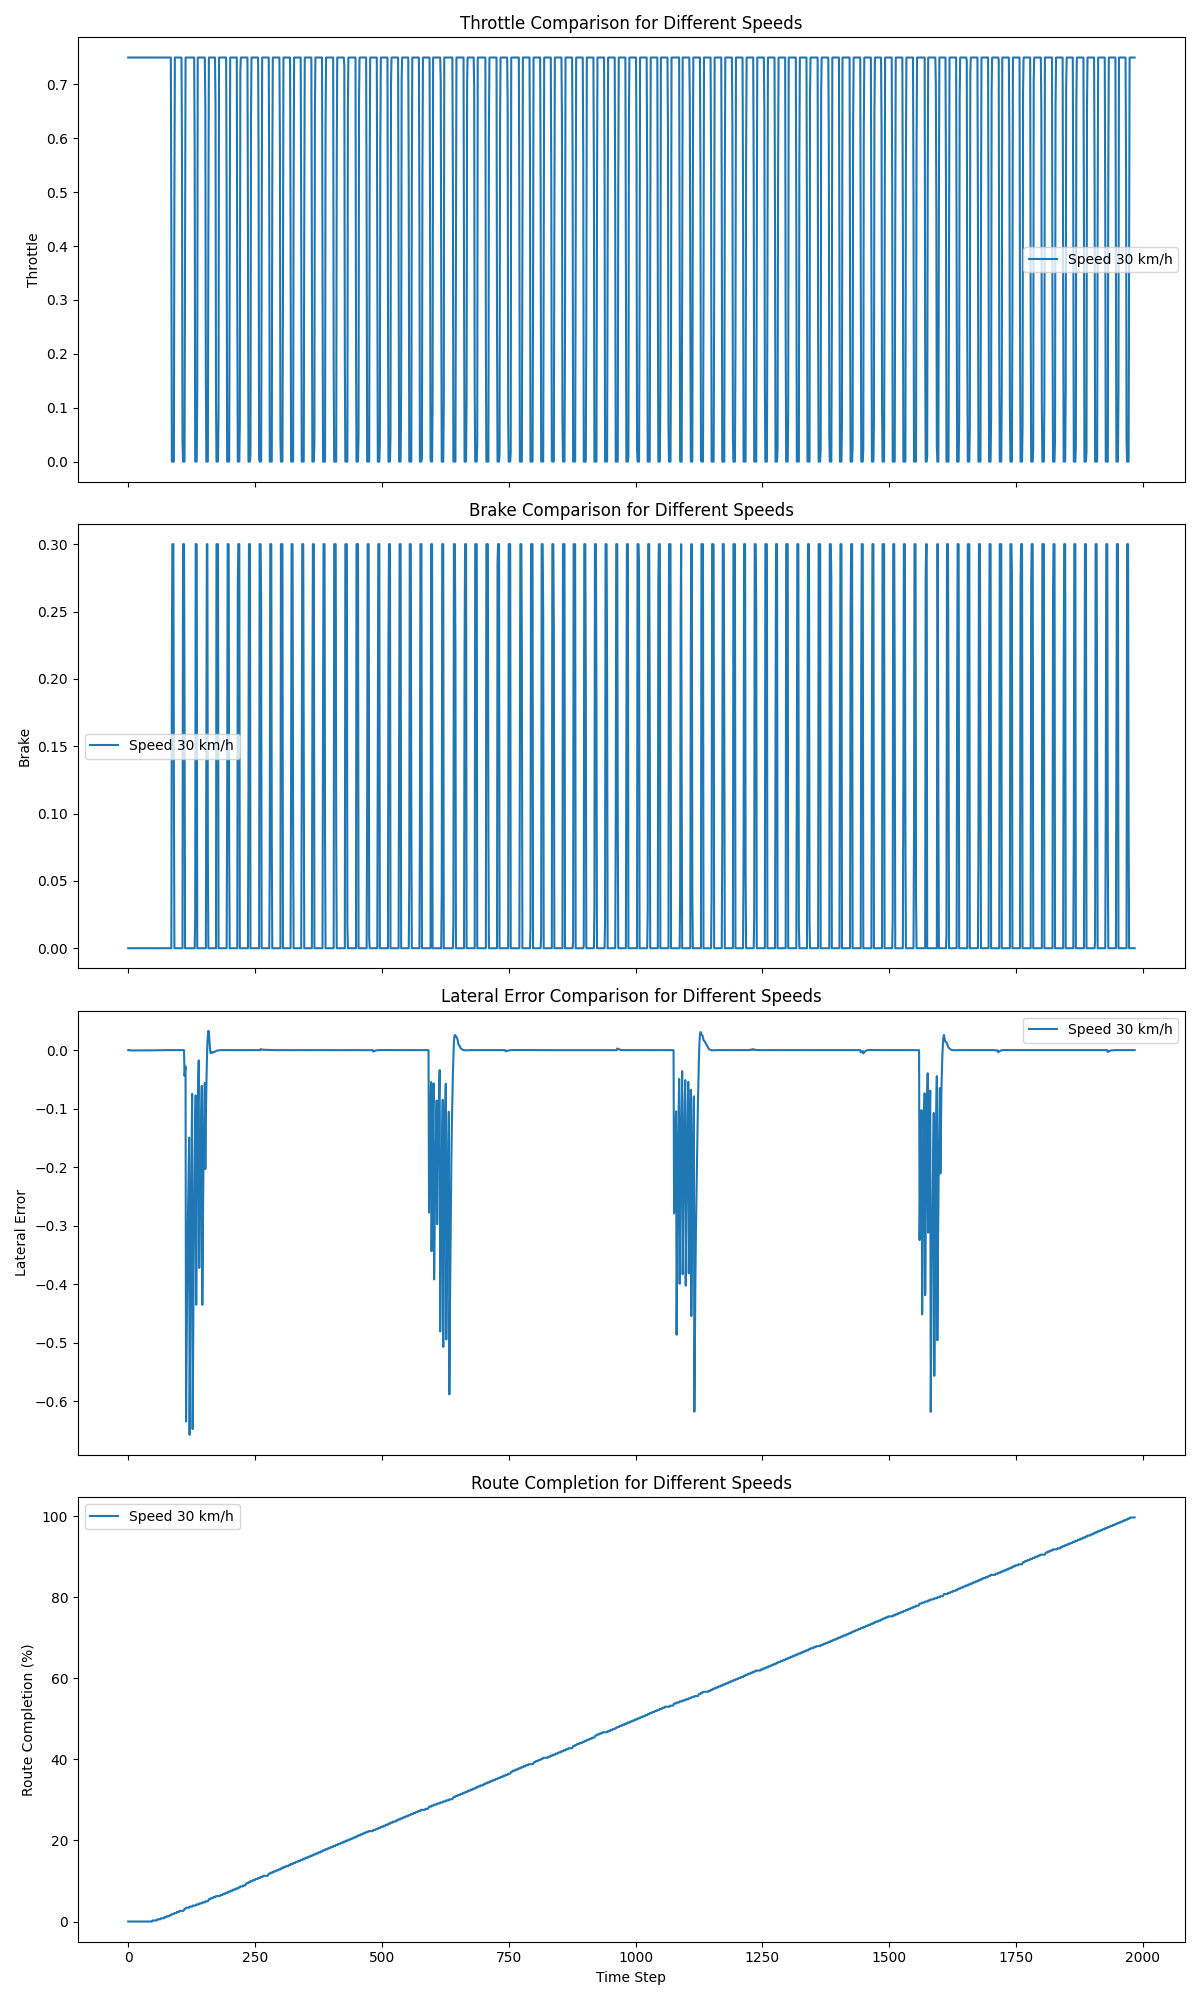 Throttle Comparison for Different Speeds
0.7
0.6
0.5
0.4
0.3
0.2
0.1
0.0
Throttle
Speed 30 km/h
Brake Comparison for Different Speeds
0.30
0.25
0.20
0.15
0.10
0.05
0.00
Brake
Speed 30 km/h
Lateral Error Comparison for Different Speeds
0.0
−0.1
−0.2
−0.3
−0.4
−0.5
−0.6
Lateral Error
Speed 30 km/h
Route Completion for Different Speeds
100
80
60
40
20
0
Route Completion (%)
Speed 30 km/h
0 250 500 750 1000 1250 1500 1750 2000
Time Step